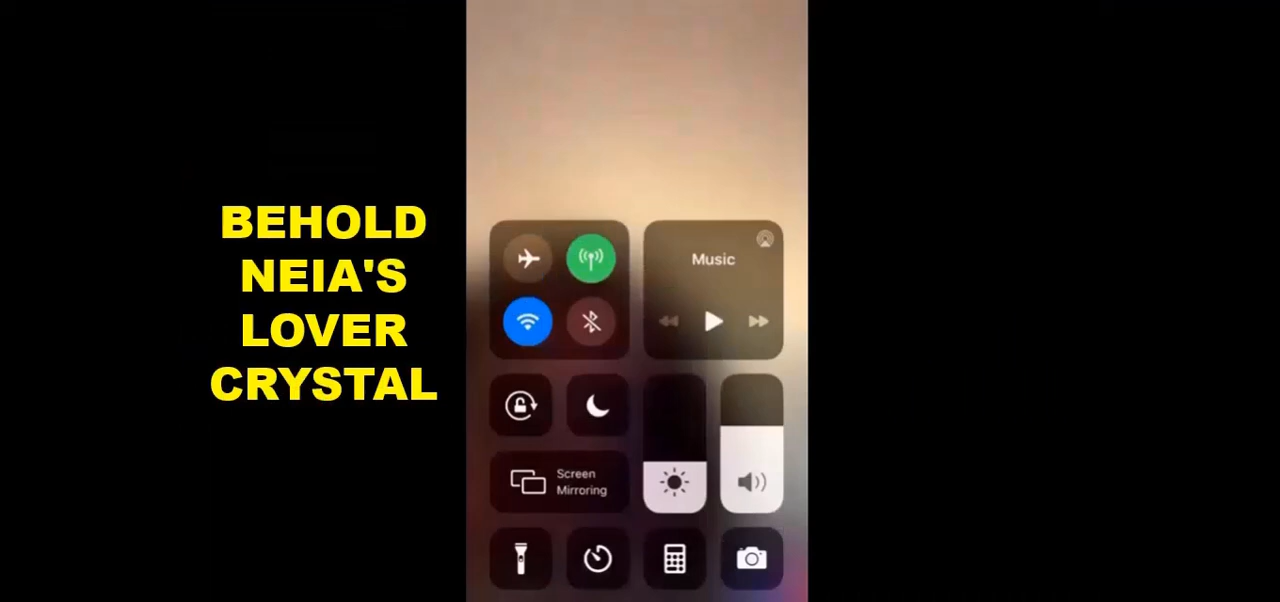 BEHOLD
NEIA'S
LOVER
CRYSTAL
Music
Screen
Mirroring